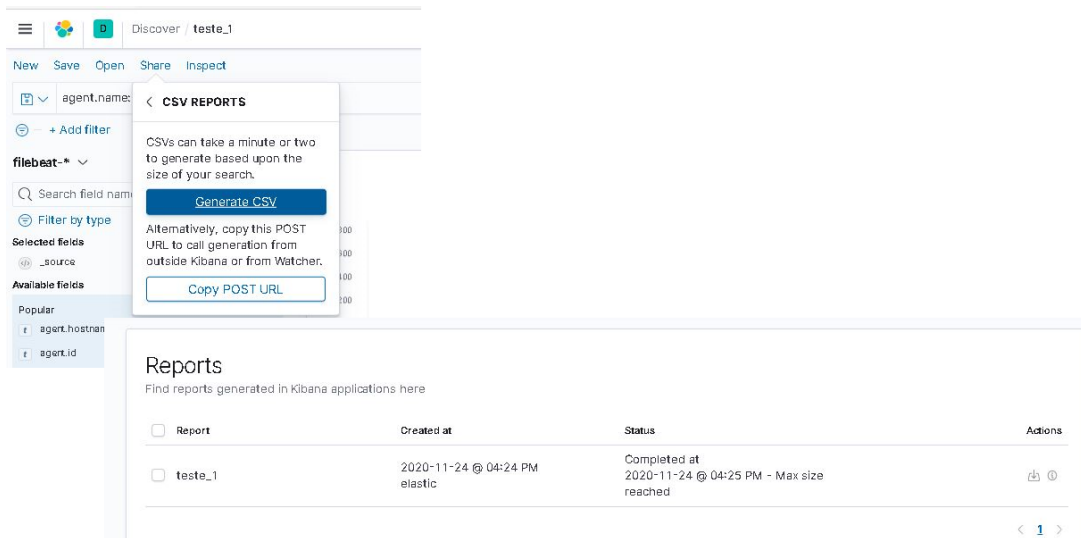 D Discover / teste_1
New Save Open Share Inspect
agent.name:
CSV REPORTS
+ Add filter
CSVs can take a minute or two
to generate based upon the
size of your search.
filebeat-*
Search field nam
Generate CSV
Filter by type
Alternatively, copy this POST
URL to call generation from
outside Kibana or from Watcher.
Selected fields
_source
Available fields
Copy POST URL
Popular
t agent.hostnam
t agent.id
200
Reports
Find reports generated in Kibana applications here
Report Created at Status Actions
teste_1
2020-11-24 @ 04:24 PM
elastic
Completed at
2020-11-24 @ 04:25 PM - Max size
reached
< 1 >